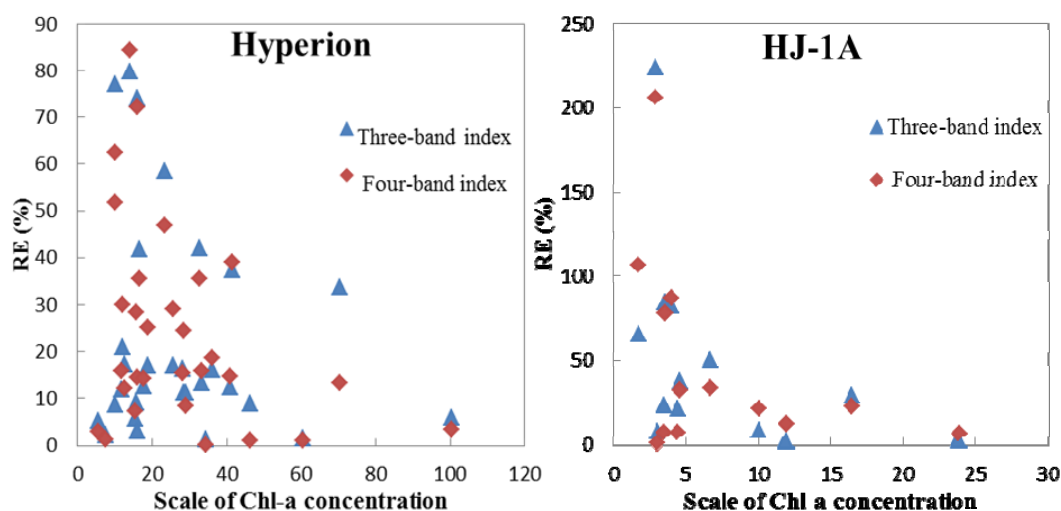 Hyperion
90
80
70
60
50
40
30
20
10
0
RE (%)
Three-band index
Four-band index
0 20 40 60 80 100 120
Scale of Chl-a concentration
HJ-1A
250
200
150
100
50
0
RE (%)
Three-band index
Four-band index
0 5 10 15 20 25 30
Scale of Chl a concentration